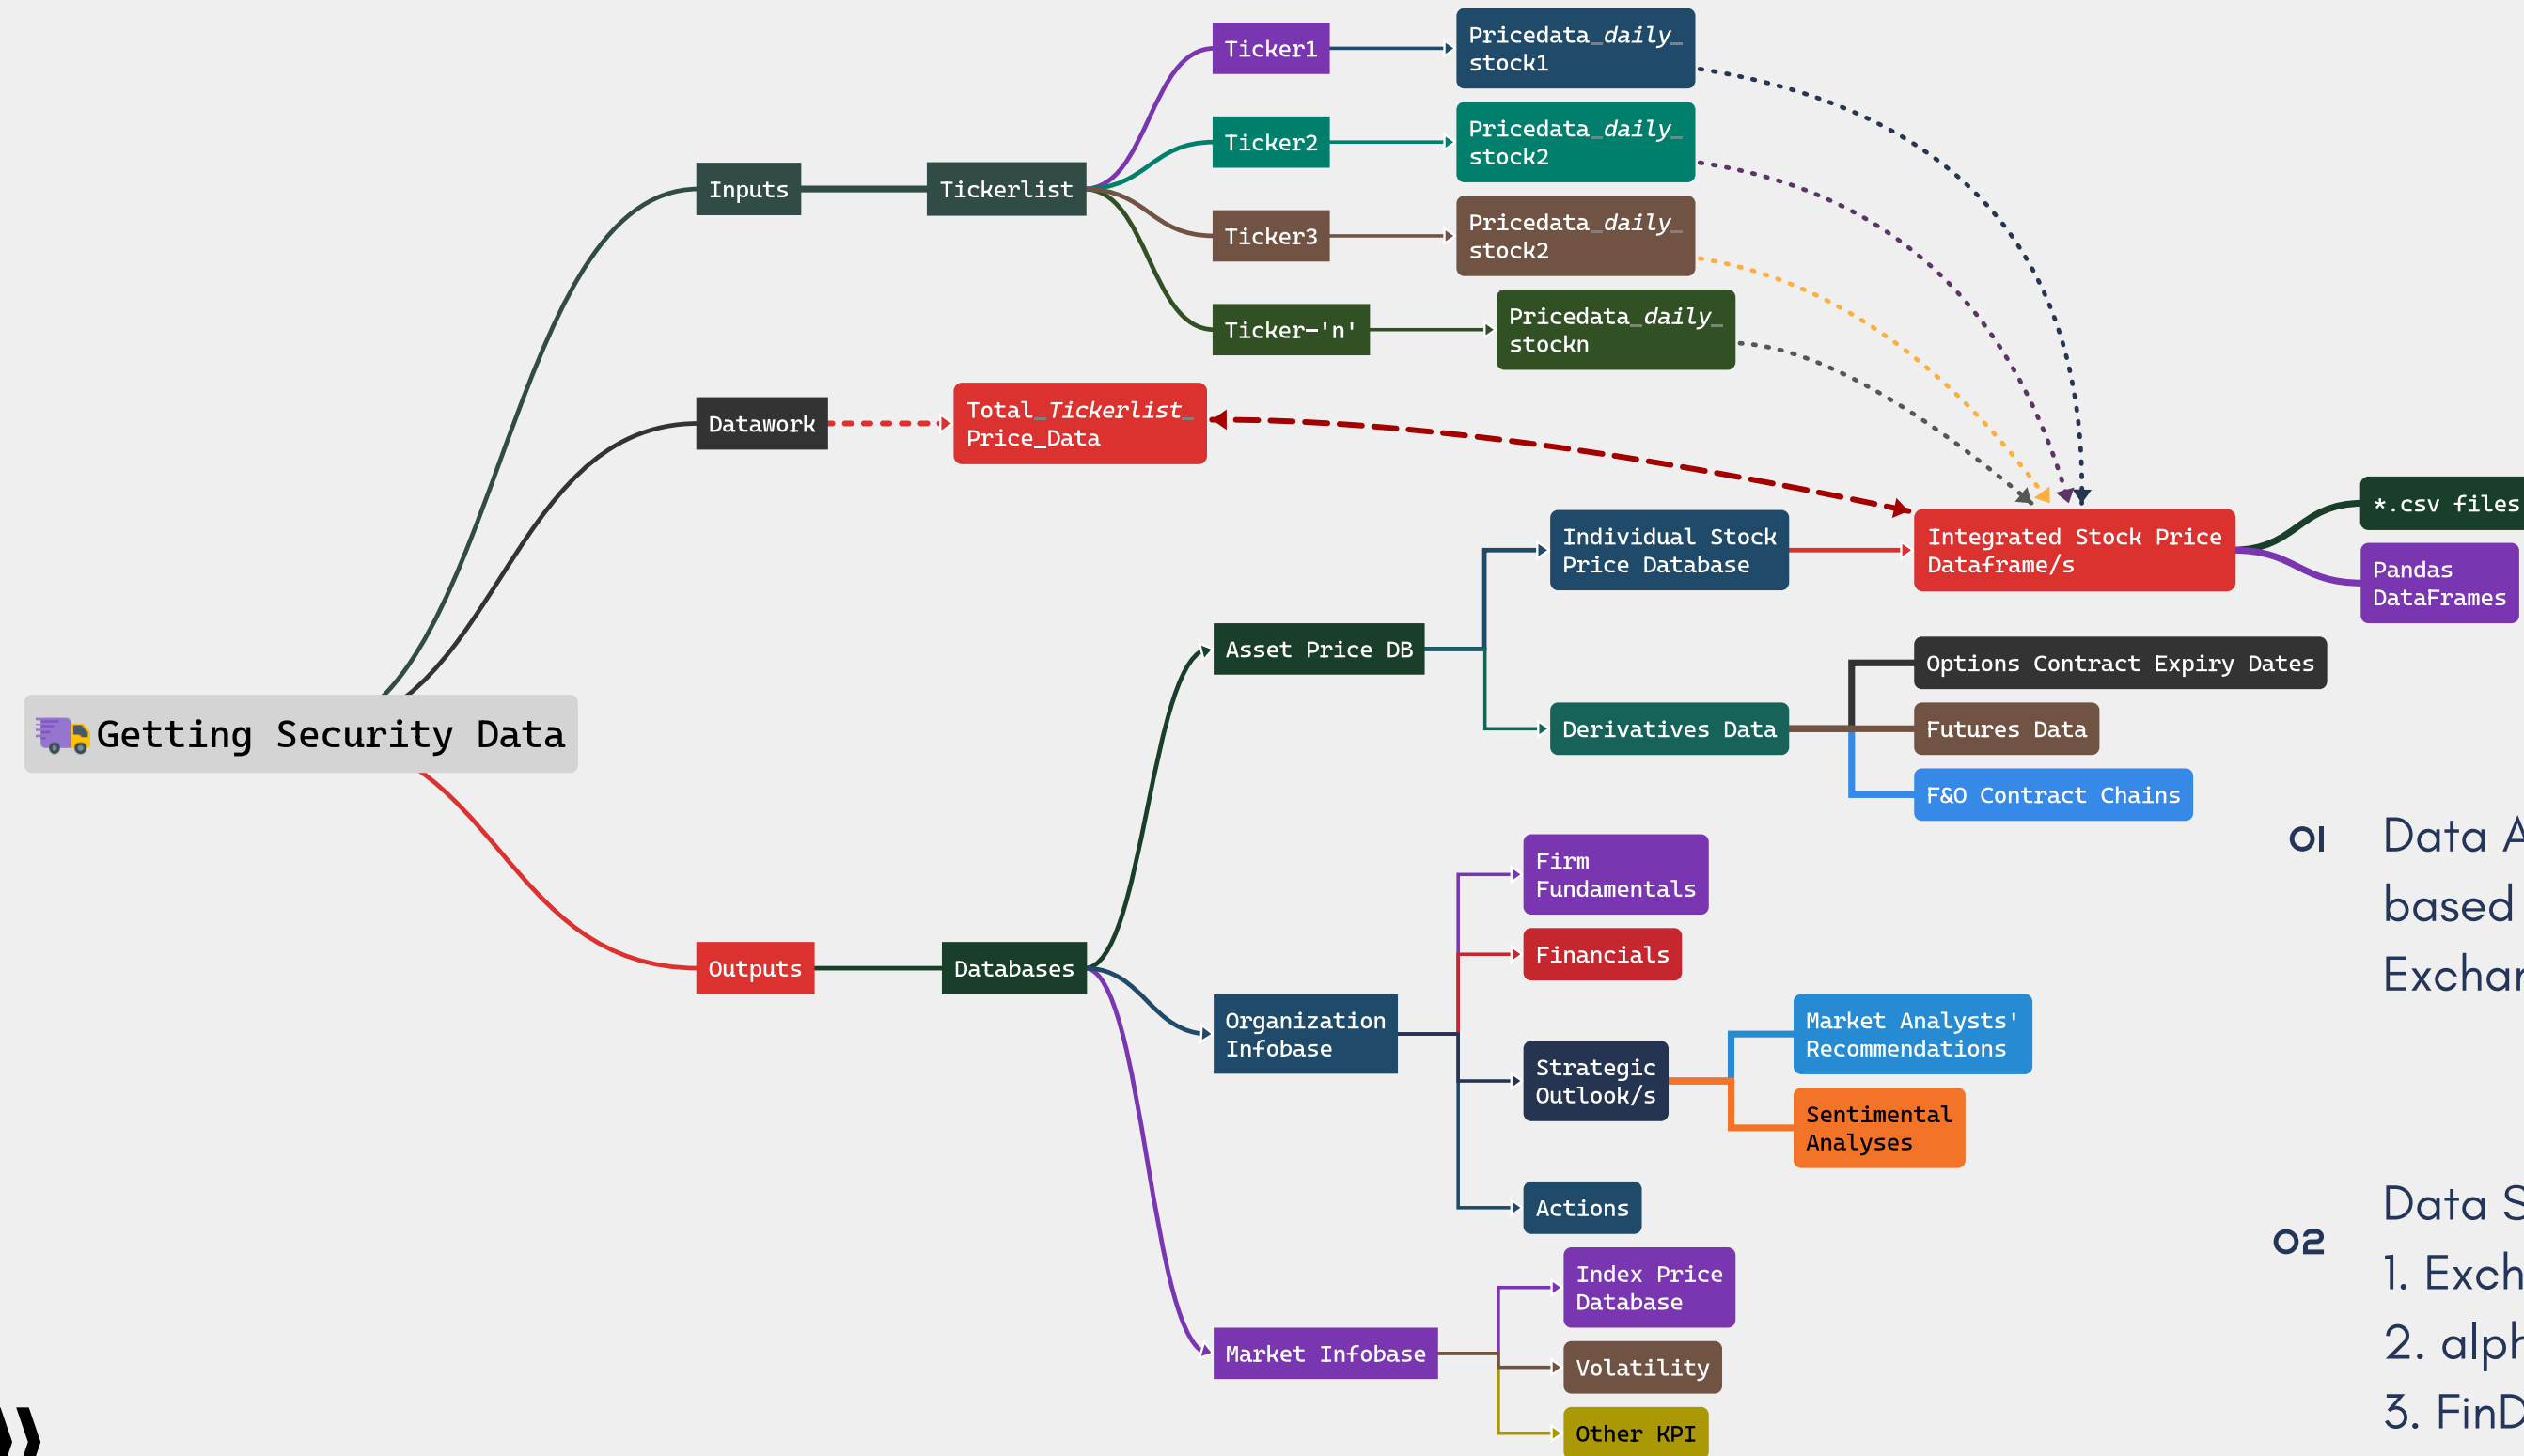 Ticker1
Pricedata_daily_
stock1
Ticker2
Pricedata_daily_
stock2
Inputs
Tickerlist
Ticker3
Pricedata_daily_
stock2
Ticker-'n'
Pricedata_daily_
stockn
Datawork
Total_Tickerlist_
Price_Data
Individual Stock
Price Database
Integrated Stock Price
Dataframe/s
*.csv files
Pandas
DataFrames
Asset Price DB
Options Contract Expiry Dates
Derivatives Data
Futures Data
F&O Contract Chains
Getting Security Data
Outputs
Databases
Firm
Fundamentals
Financials
Organization
Infobase
Strategic
Outlook/s
Market Analysts'
Recommendations
Sentimental
Analyses
Actions
Index Price
Database
Market Infobase
Volatility
Other KPI
01
Data
based
02
Data
1.
2.
3.